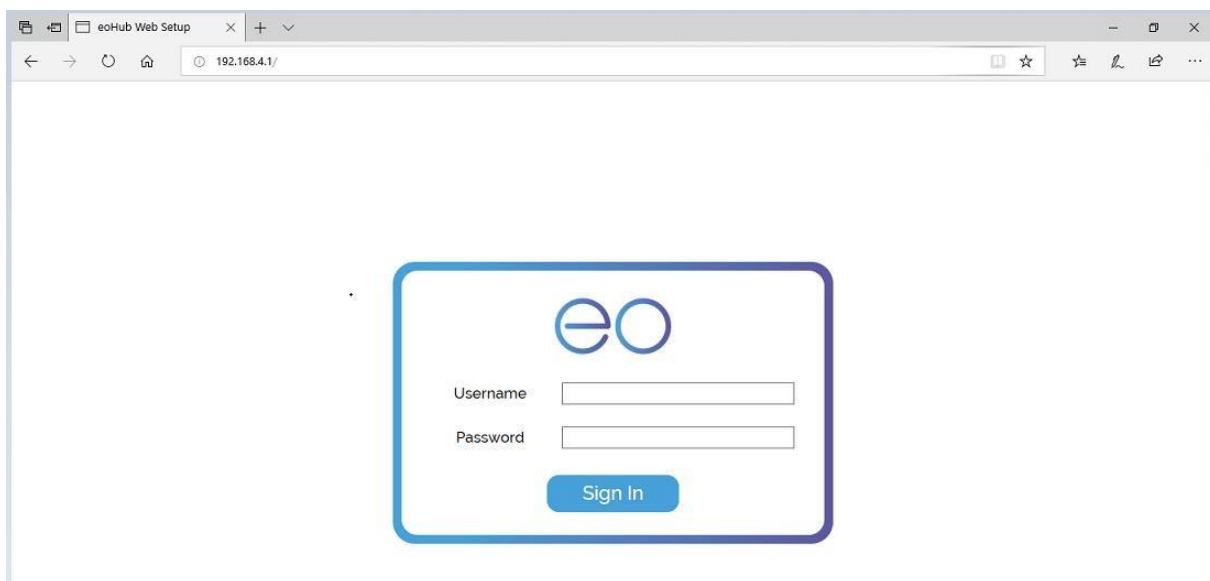 eoHub Web Setup
192.168.4.1/
eo
Username
Password
Sign In